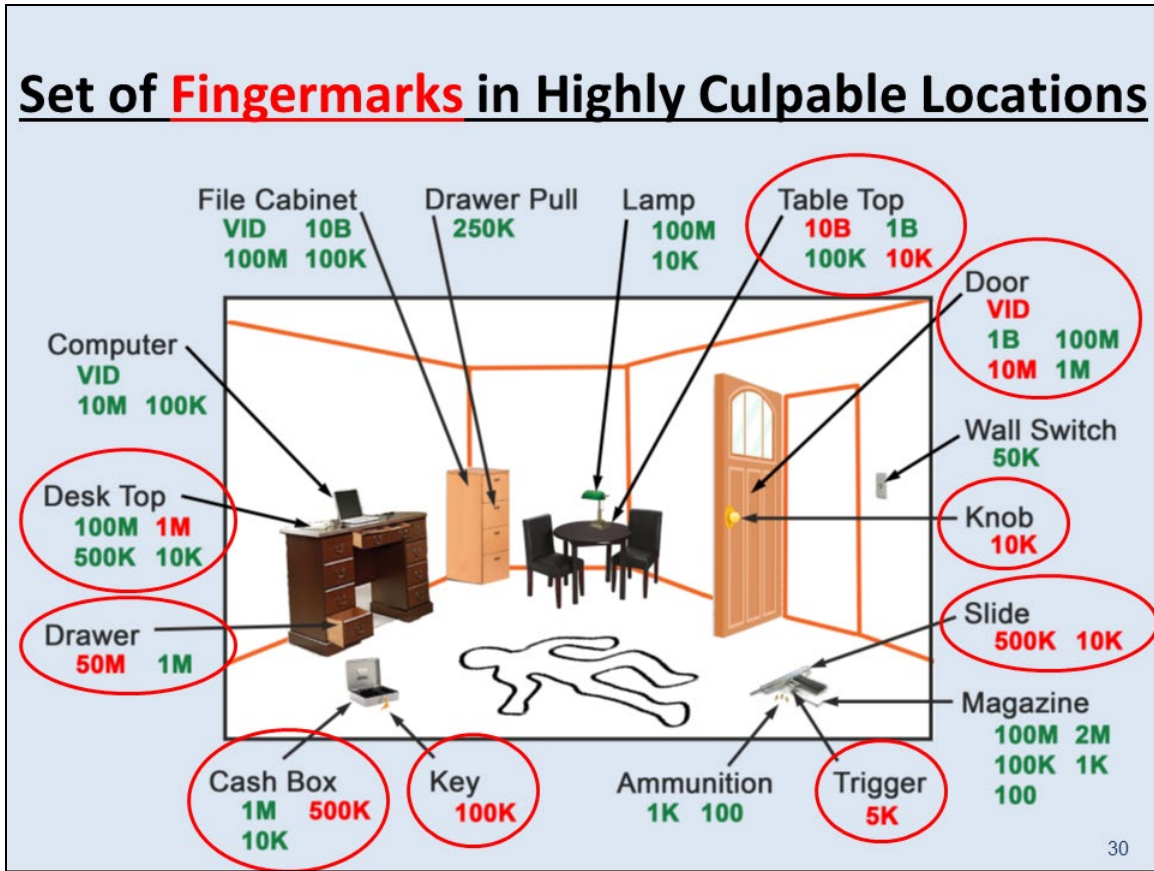 Set of Fingermarks in Highly Culpable Locations
File Cabinet
VID 10B
100M 100K
Drawer Pull
250K
Lamp
100M
10K
Table Top
10B 1B
100K 10K
Door
VID
1B 100M
10M 1M
Computer
VID
10M 100K
Wall Switch
50K
Desk Top
100M 1M
500K 10K
Knob
10K
Drawer
50M 1M
Slide
500K 10K
Magazine
100M 2M
100K 1K
100
Cash Box
1M 500K
10K
Key
100K
Ammunition
1K 100
Trigger
5K
30